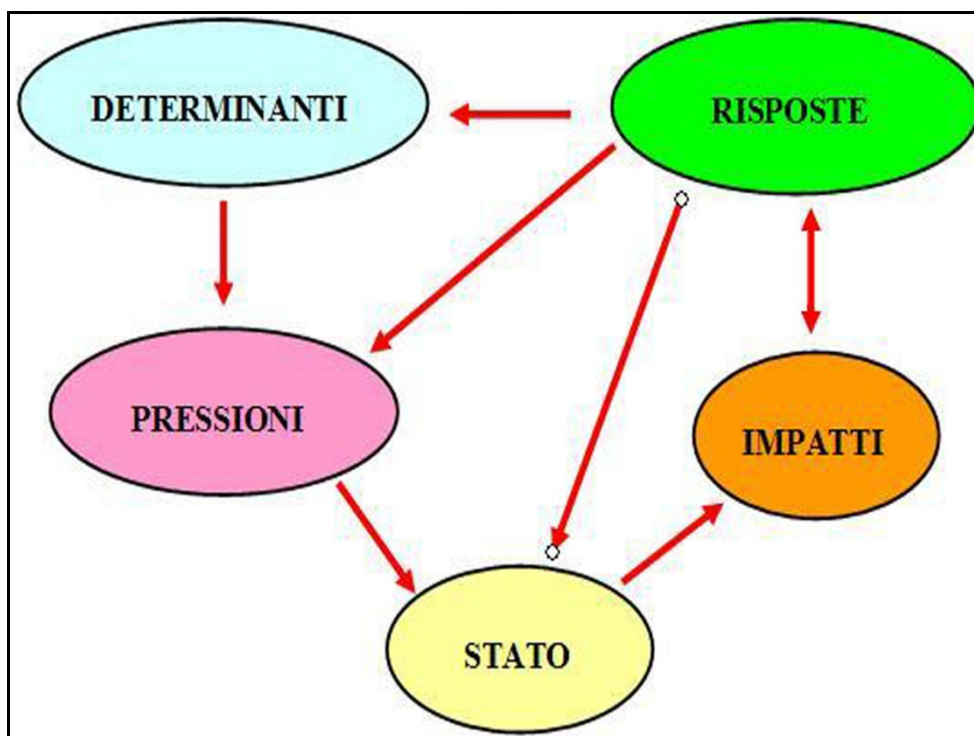 DETERMINANTI
RISPOSTE
PRESSIONI
IMPATTI
STATO